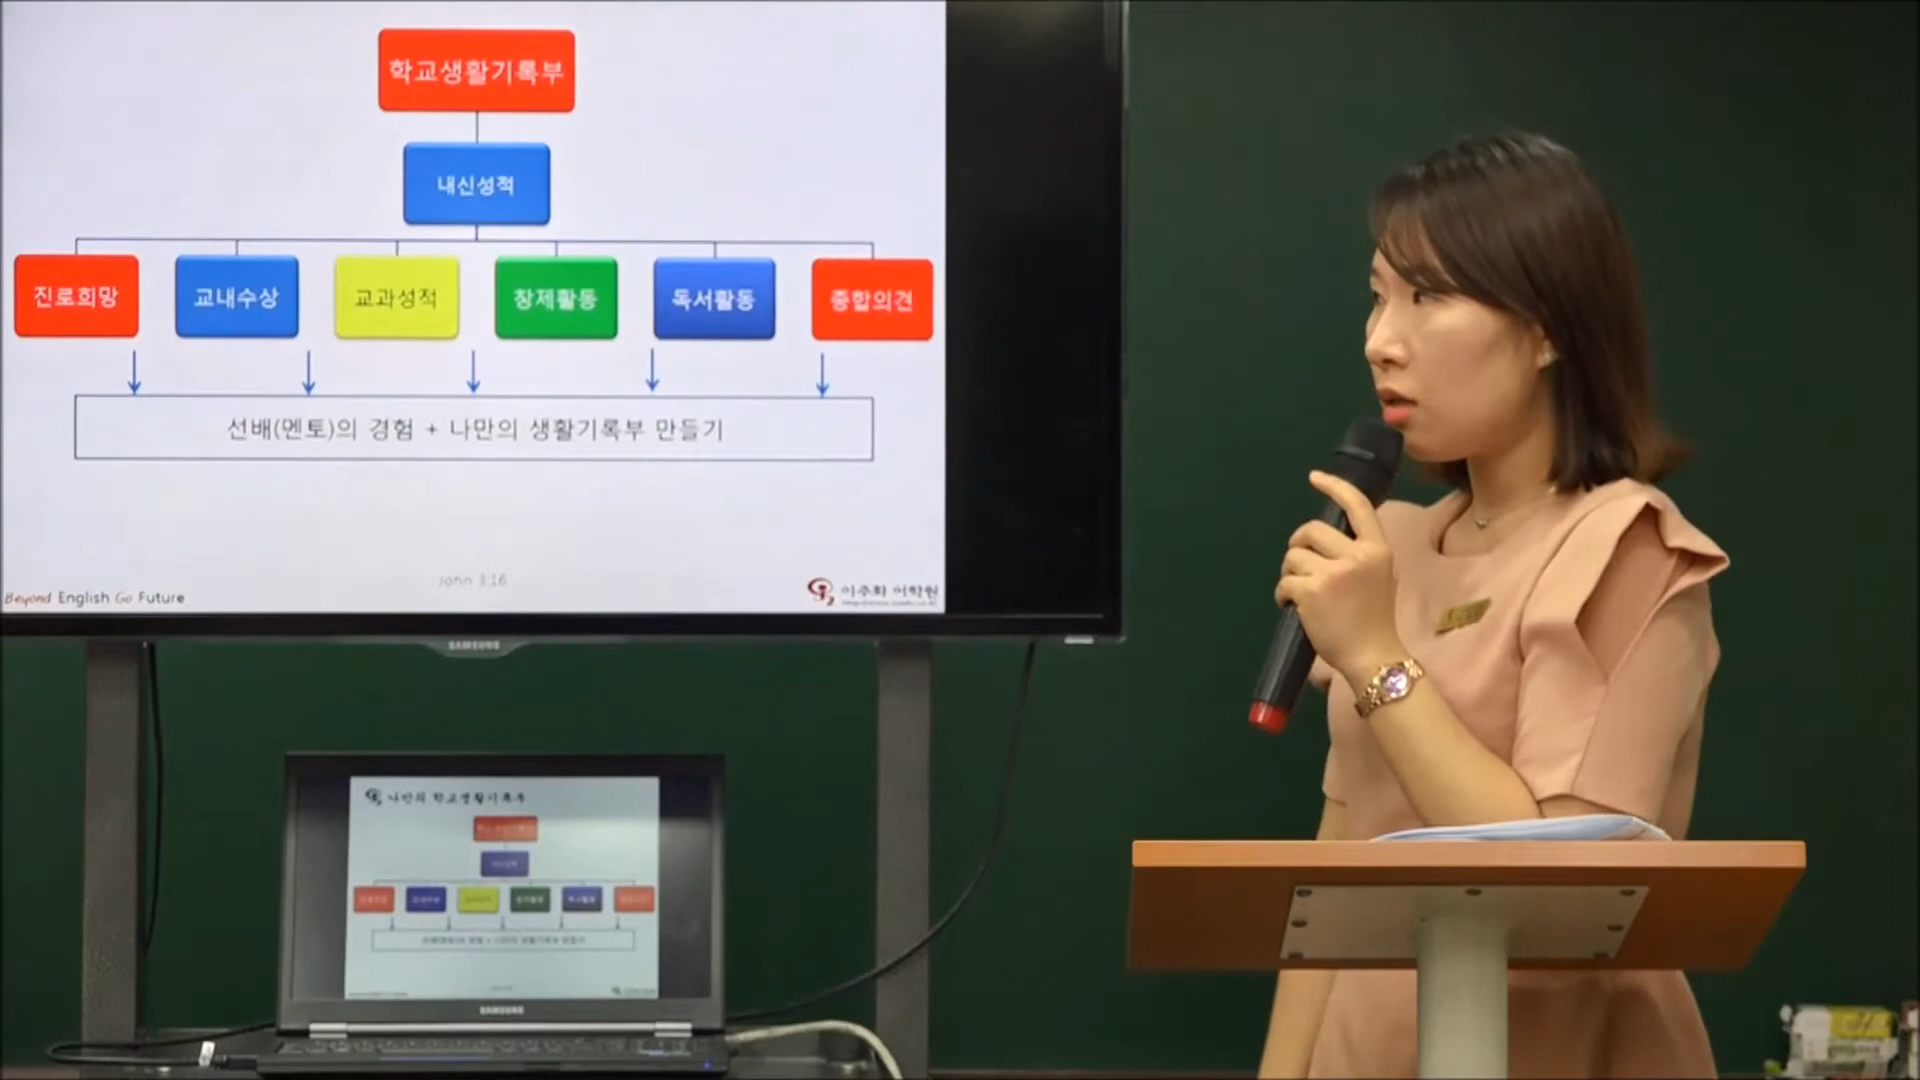 학교생활기록부
내신성적
진로희망
교내수상
교과성적
창제활동
독서활동
종합의견
선배(멘토)의 경험 + 나만의 생활기록부 만들기
John 3:16
Beyond English Go Future
이주화 어학원
SAMSUNG
나만의 학교생활기록부
SAMSUNG